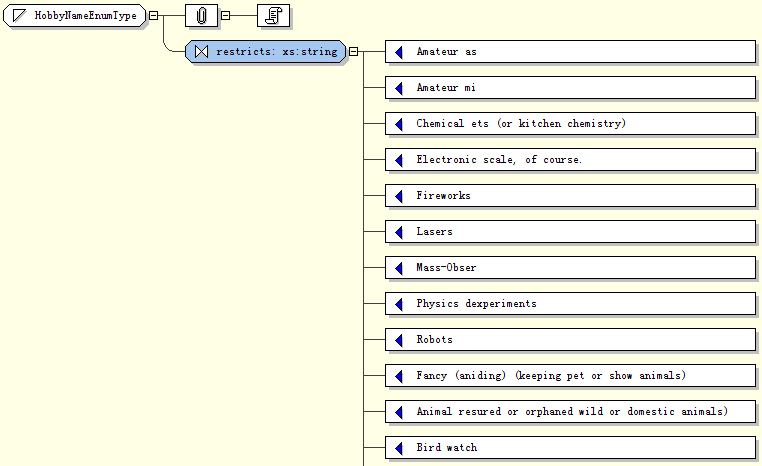 HobbyNameEnumType
restricts: xs:string
Amateur as
Amateur mi
Chemical ets (or kitchen chemistry)
Electronic scale, of course.
Fireworks
Lasers
Mass-Obser
Physics dexperiments
Robots
Fancy (aniding) (keeping pet or show animals)
Animal resured or orphaned wild or domestic animals)
Bird watch